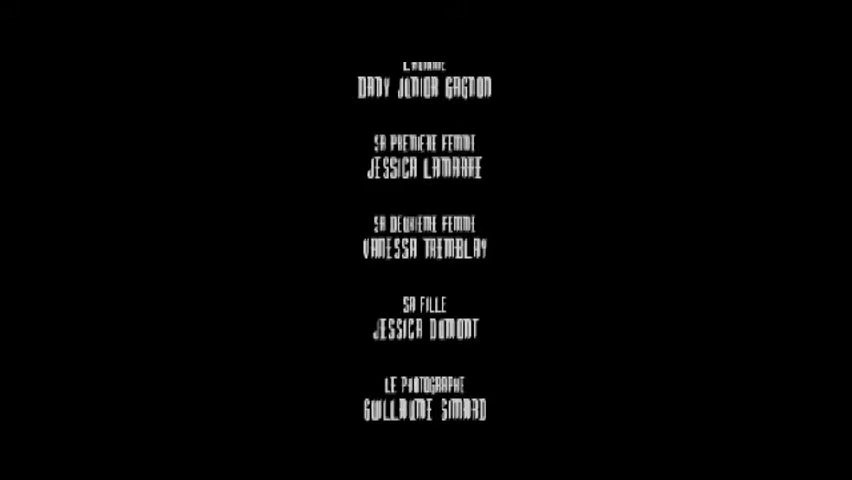 DANY JUNIOR GAGNON
SA PREMIÈRE FEMME
JESSICA LAMARRE
SA DEUXIÈME FEMME
VANESSA TREMBLAY
SA FILLE
JESSICA DUMONT
LE PHOTOGRAPHE
GUILLAUME SIMARD